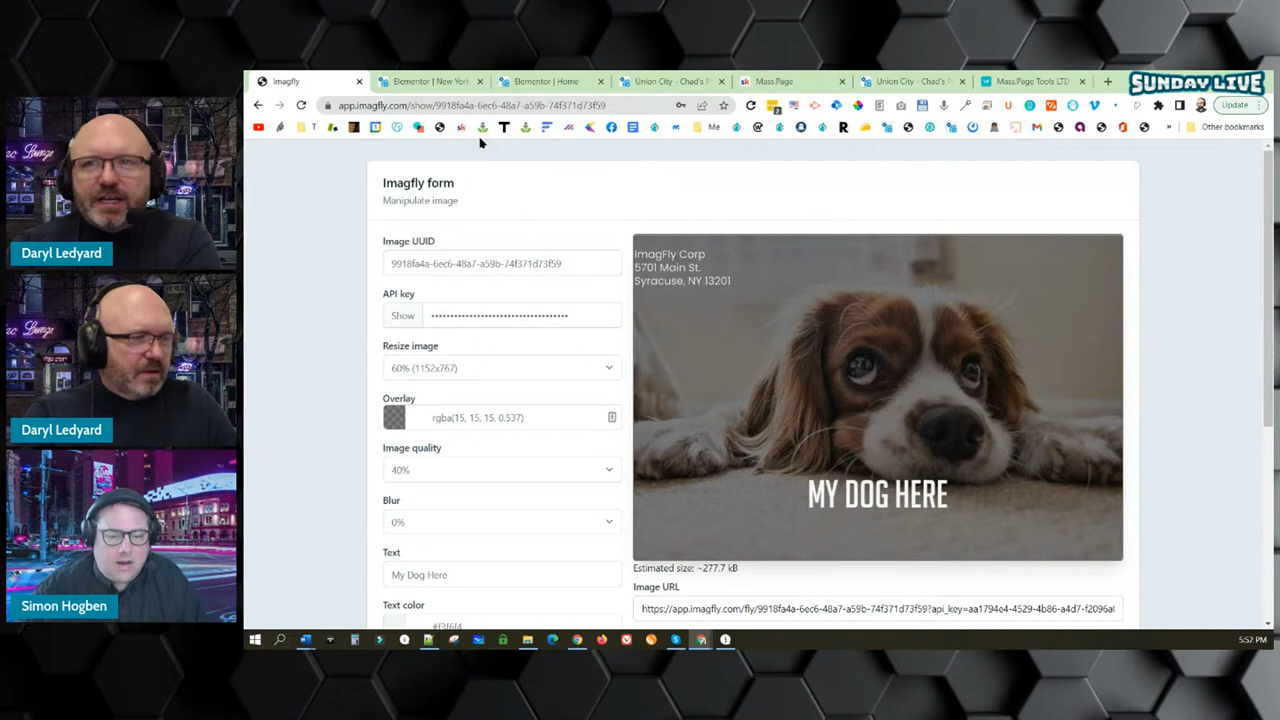 Imagfly
Elementor | New York
Elementor | Home
Union City - Chad's P
Mass.Page
Union City - Chad's P
Mass.Page Tools LTD
SUNDAY LIVE
app.imagfly.com/show/9918fa4a-6ec6-48a7-a59b-74f371d73f59
Update
Me
Other bookmarks
Imagfly form
Manipulate image
Image UUID
9918fa4a-6ec6-48a7-a59b-74f371d73f59
API key
Show
Resize image
60% (1152x767)
Overlay
rgba(15, 15, 15, 0.537)
Image quality
40%
Blur
0%
Text
My Dog Here
Text color
#f3f6f4
ImagFly Corp
5701 Main St.
Syracuse, NY 13201
MY DOG HERE
Estimated size: ~277.7 kB
Image URL
https://app.imagfly.com/fly/9918fa4a-6ec6-48a7-a59b-74f371d73f59?api_key=aa1794e4-4529-4b86-a4d7-f2096a
5:52 PM
Daryl Ledyard
Daryl Ledyard
Simon Hogben